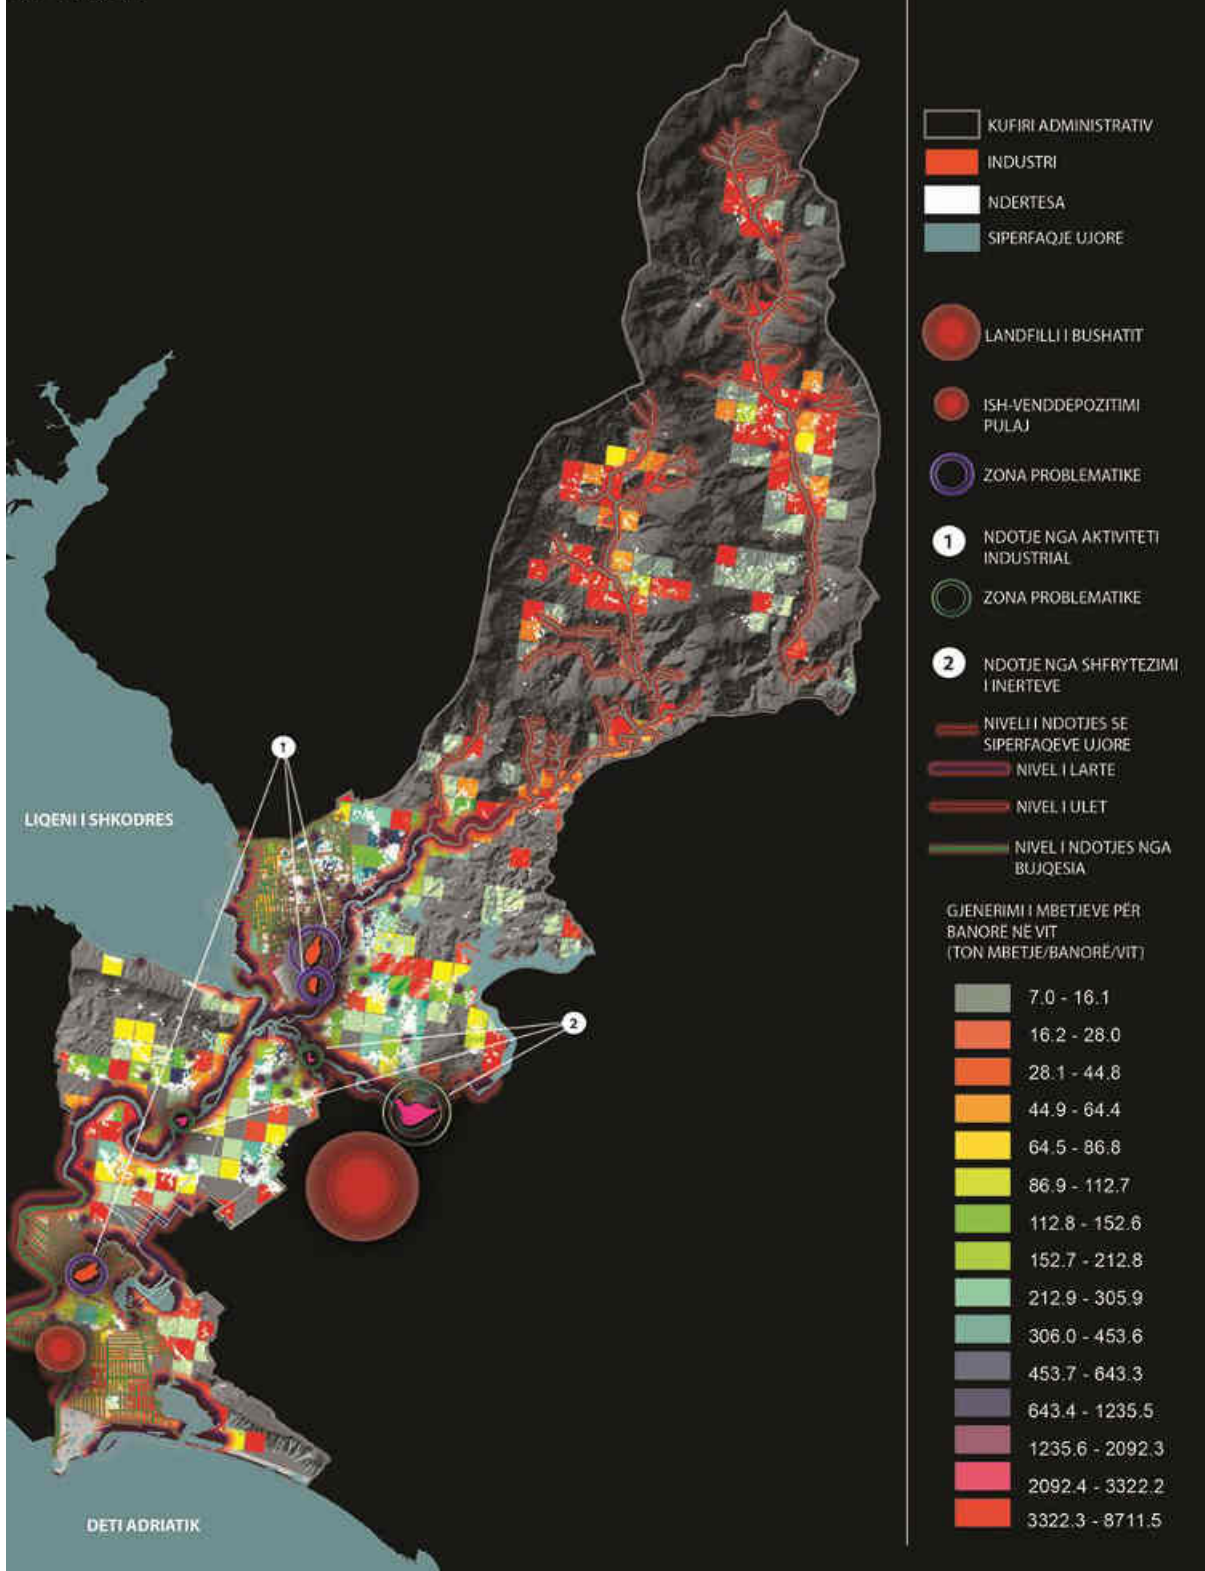 LIQENI I SHKODRES
DETI ADRIATIK
1
2
KUFIRI ADMINISTRATIV
INDUSTRI
NDERTESA
SIPERFAQJE UJORE
LANDFILLI I BUSHATIT
ISH-VENDDEPOZITIMI
PULAJ
ZONA PROBLEMATIKE
1
NDOTJE NGA AKTIVITETI
INDUSTRIAL
ZONA PROBLEMATIKE
2
NDOTJE NGA SHFRYTEZIMI
I INERTEVE
NIVELI I NDOTJES SE
SIPERFAQEVE UJORE
NIVEL I LARTE
NIVEL I ULET
NIVEL I NDOTJES NGA
BUJQESIA
GJENERIMI I MBETJEVE PËR
BANORË NË VIT
(TON MBETJE/BANORË/VIT)
7.0 - 16.1
16.2 - 28.0
28.1 - 44.8
44.9 - 64.4
64.5 - 86.8
86.9 - 112.7
112.8 - 152.6
152.7 - 212.8
212.9 - 305.9
306.0 - 453.6
453.7 - 643.3
643.4 - 1235.5
1235.6 - 2092.3
2092.4 - 3322.2
3322.3 - 8711.5